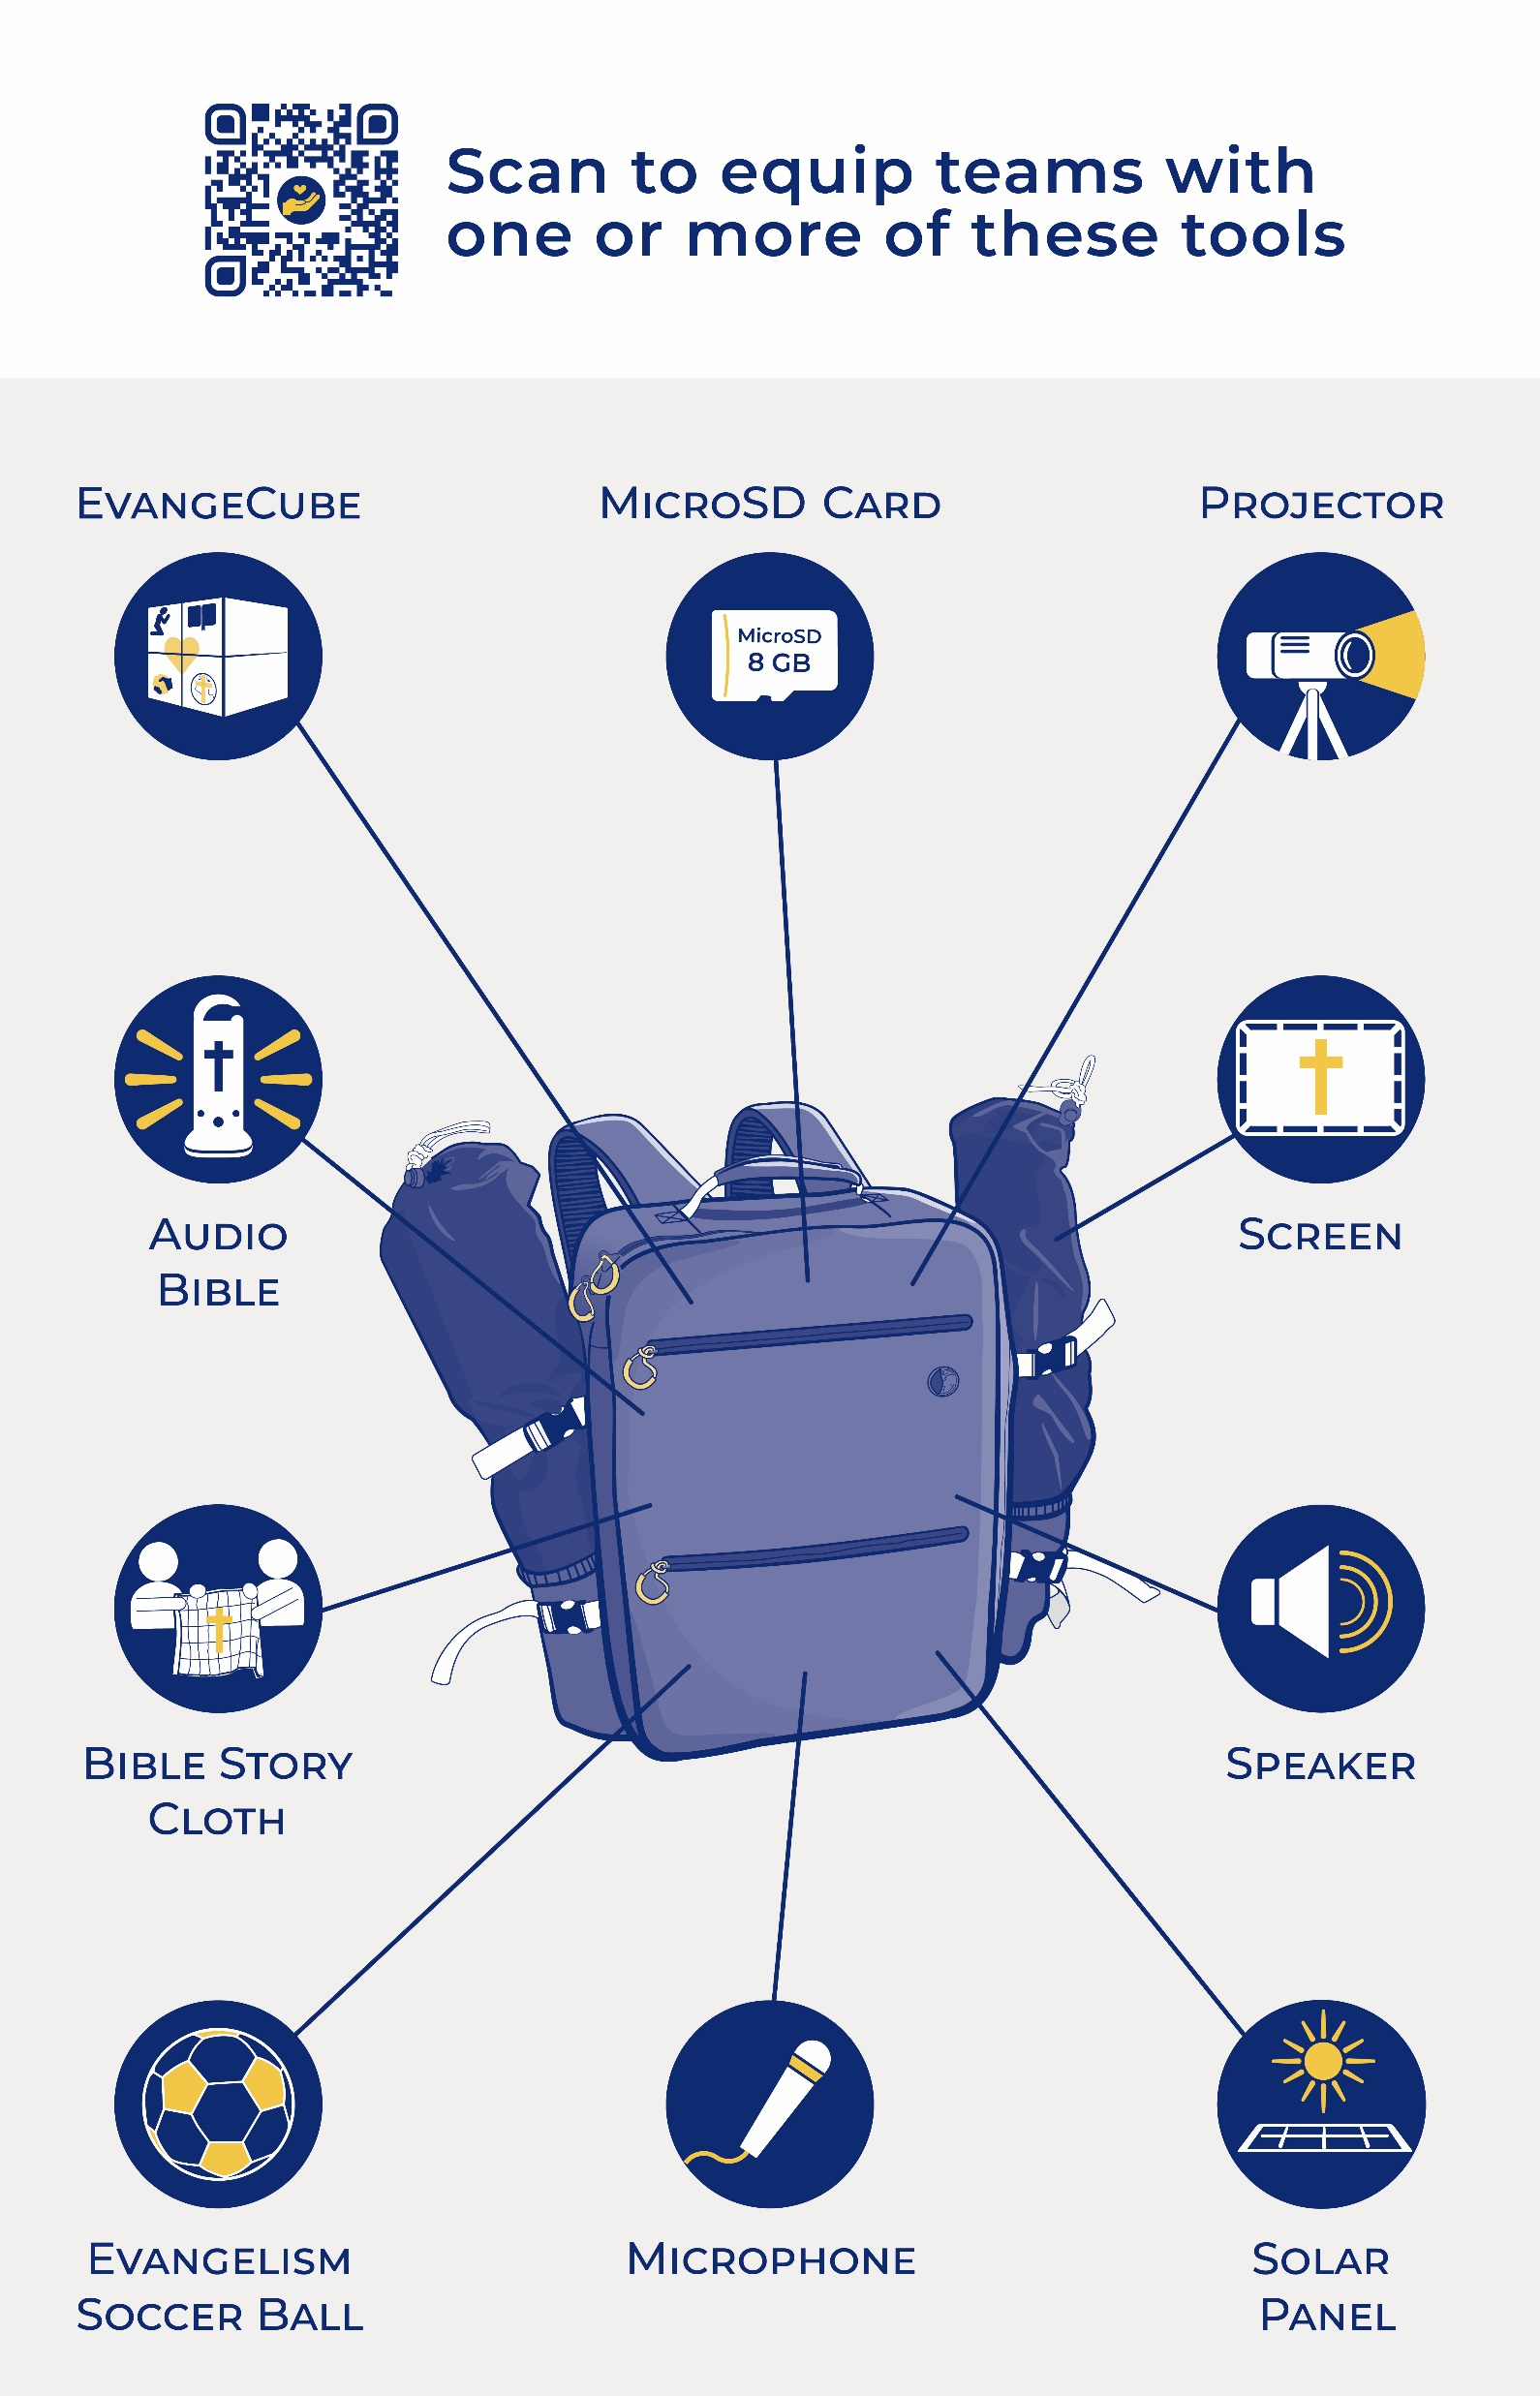 Scan to equip teams with
one or more of these tools
EvangeCube
MicroSD Card
Projector
MicroSD
8 GB
Audio
Bible
Screen
Bible Story
Cloth
Speaker
Evangelism
Soccer Ball
Microphone
Solar
Panel